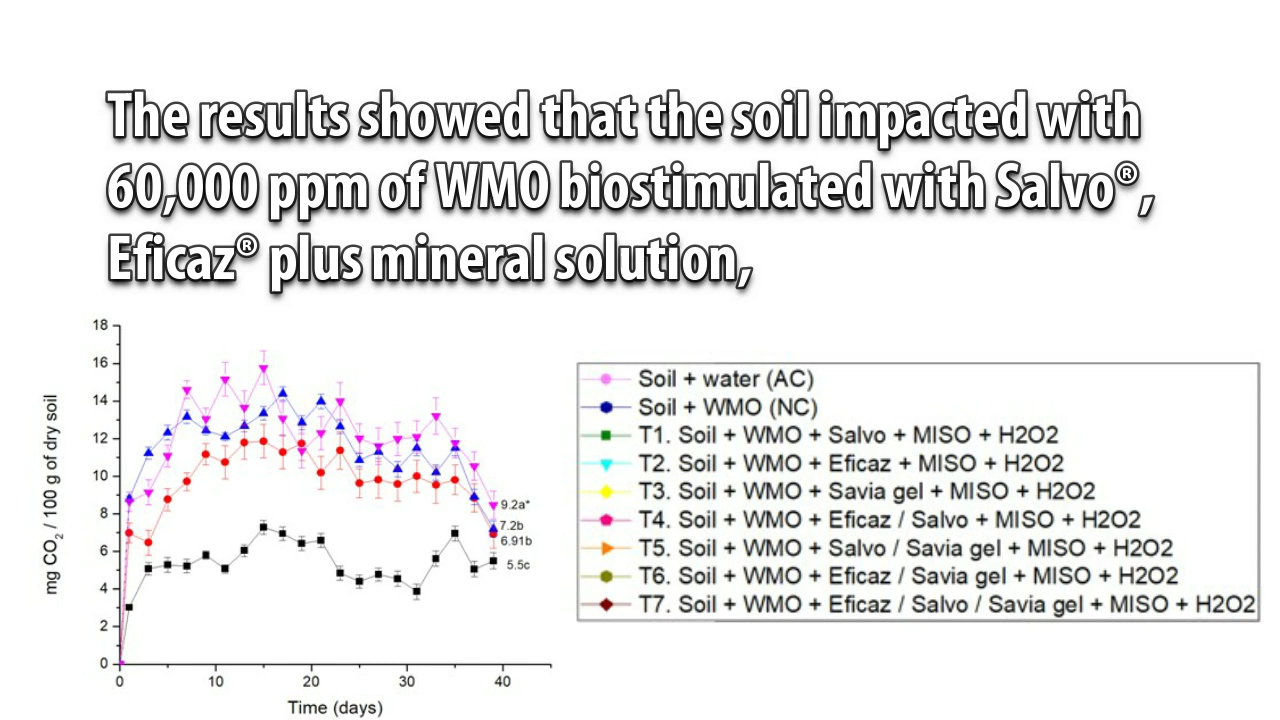 The results showed that the soil impacted with
60,000 ppm of WMO biostimulated with Salvo®,
Eficaz® plus mineral solution,
18
16
14
12
10
8
6
4
2
0
mg CO2 / 100 g of dry soil
9.2a*
7.2b
6.91b
5.5c
0
10
20
30
40
Time (days)
Soil + water (AC)
Soil + WMO (NC)
T1. Soil + WMO + Salvo + MISO + H2O2
T2. Soil + WMO + Eficaz + MISO + H2O2
T3. Soil + WMO + Savia gel + MISO + H2O2
T4. Soil + WMO + Eficaz / Salvo + MISO + H2O2
T5. Soil + WMO + Salvo / Savia gel + MISO + H2O2
T6. Soil + WMO + Eficaz / Savia gel + MISO + H2O2
T7. Soil + WMO + Eficaz / Salvo / Savia gel + MISO + H2O2